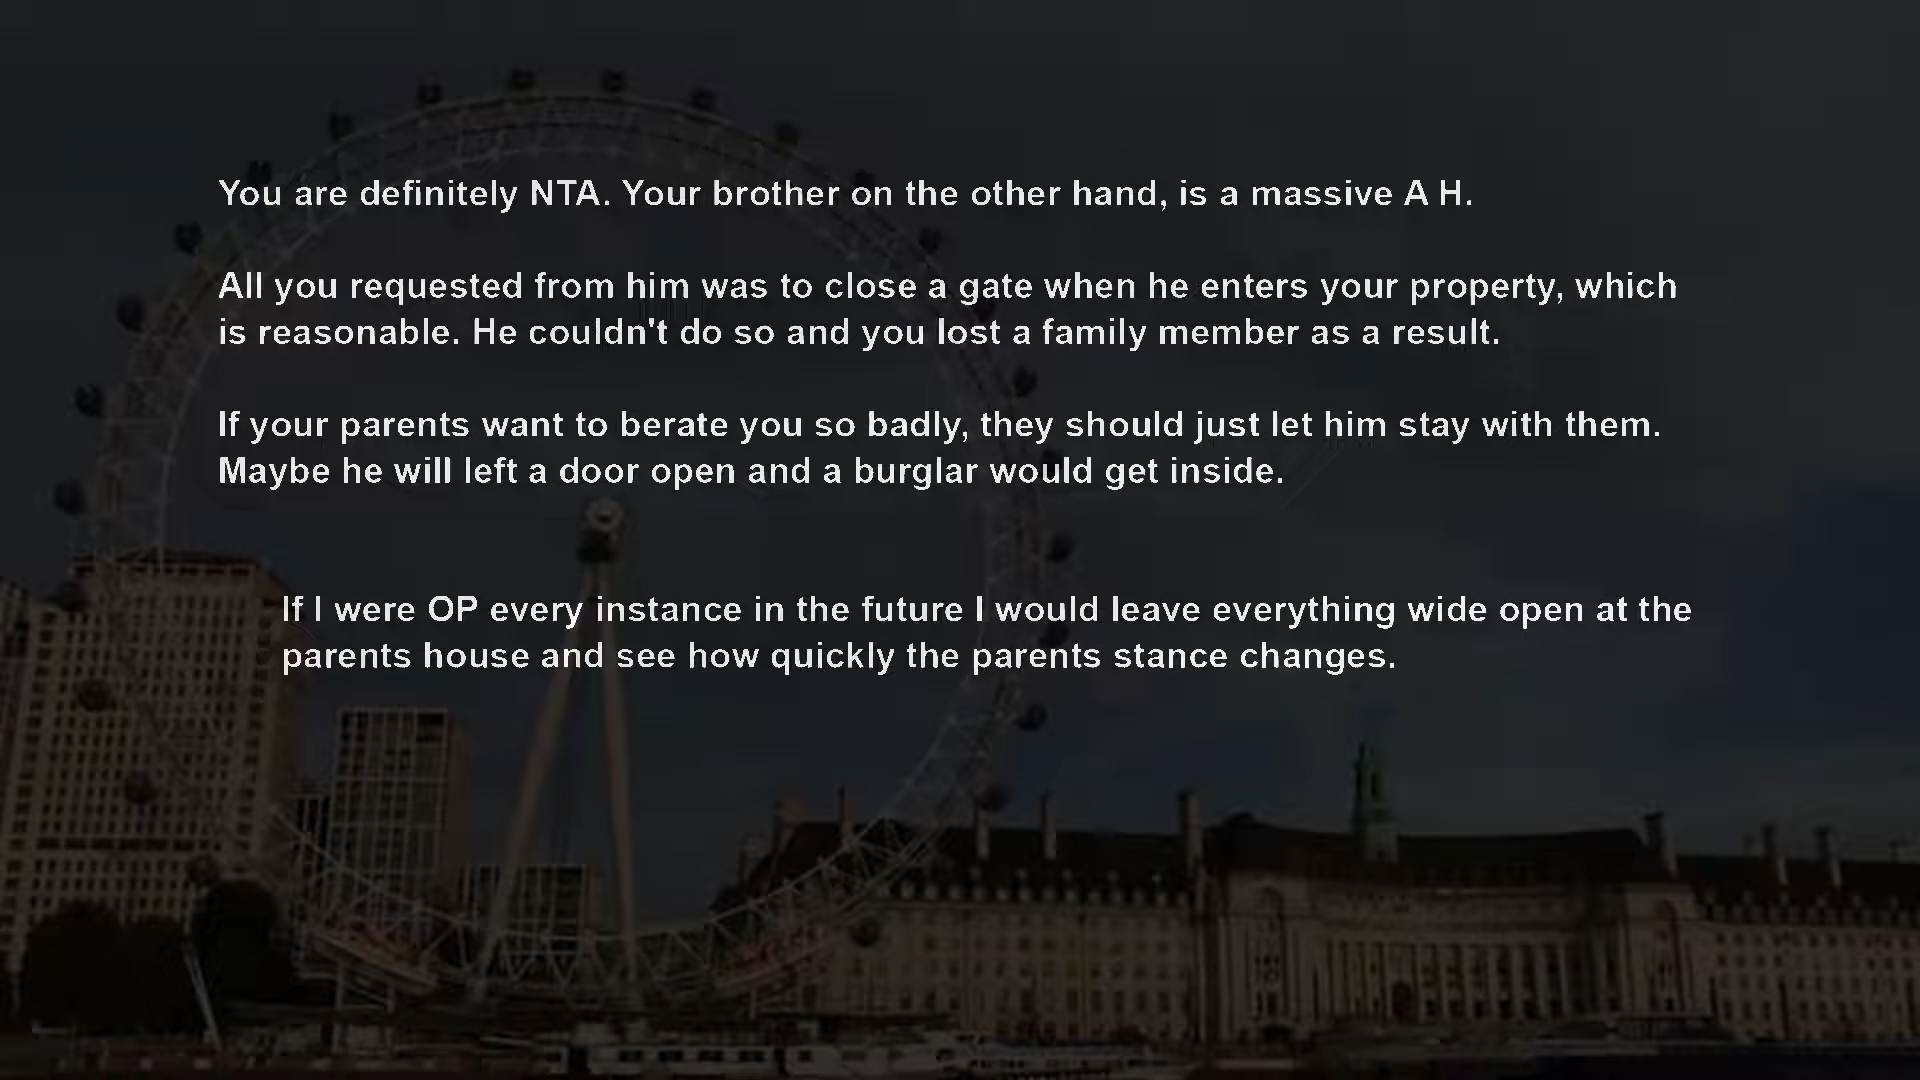 You are definitely NTA. Your brother on the other hand, is a massive A H.
All you requested from him was to close a gate when he enters your property, which
is reasonable. He couldn't do so and you lost a family member as a result.
If your parents want to berate you so badly, they should just let him stay with them.
Maybe he will left a door open and a burglar would get inside.
If I were OP every instance in the future I would leave everything wide open at the
parents house and see how quickly the parents stance changes.